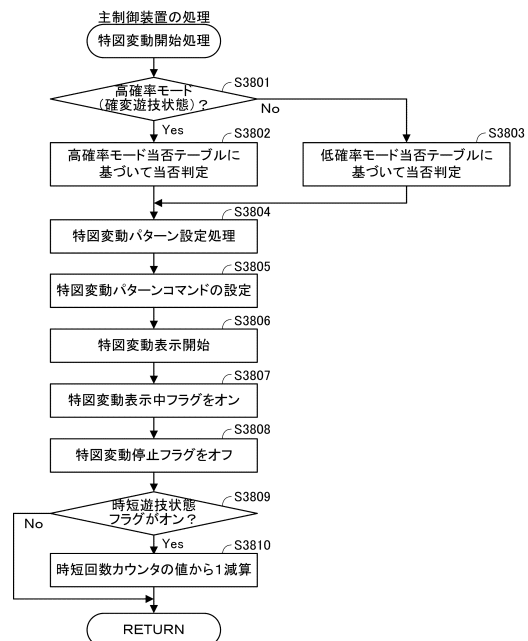 主制御装置の処理
特図変動開始処理
S3801
高確率モード
(確変遊技状態)?
No
Yes
S3802
S3803
高確率モード当否テーブルに
基づいて当否判定
低確率モード当否テーブルに
基づいて当否判定
S3804
特図変動パターン設定処理
S3805
特図変動パターンコマンドの設定
S3806
特図変動表示開始
S3807
特図変動表示中フラグをオン
S3808
特図変動停止フラグをオフ
S3809
時短遊技状態
フラグがオン?
No
Yes
S3810
時短回数カウンタの値から1減算
RETURN